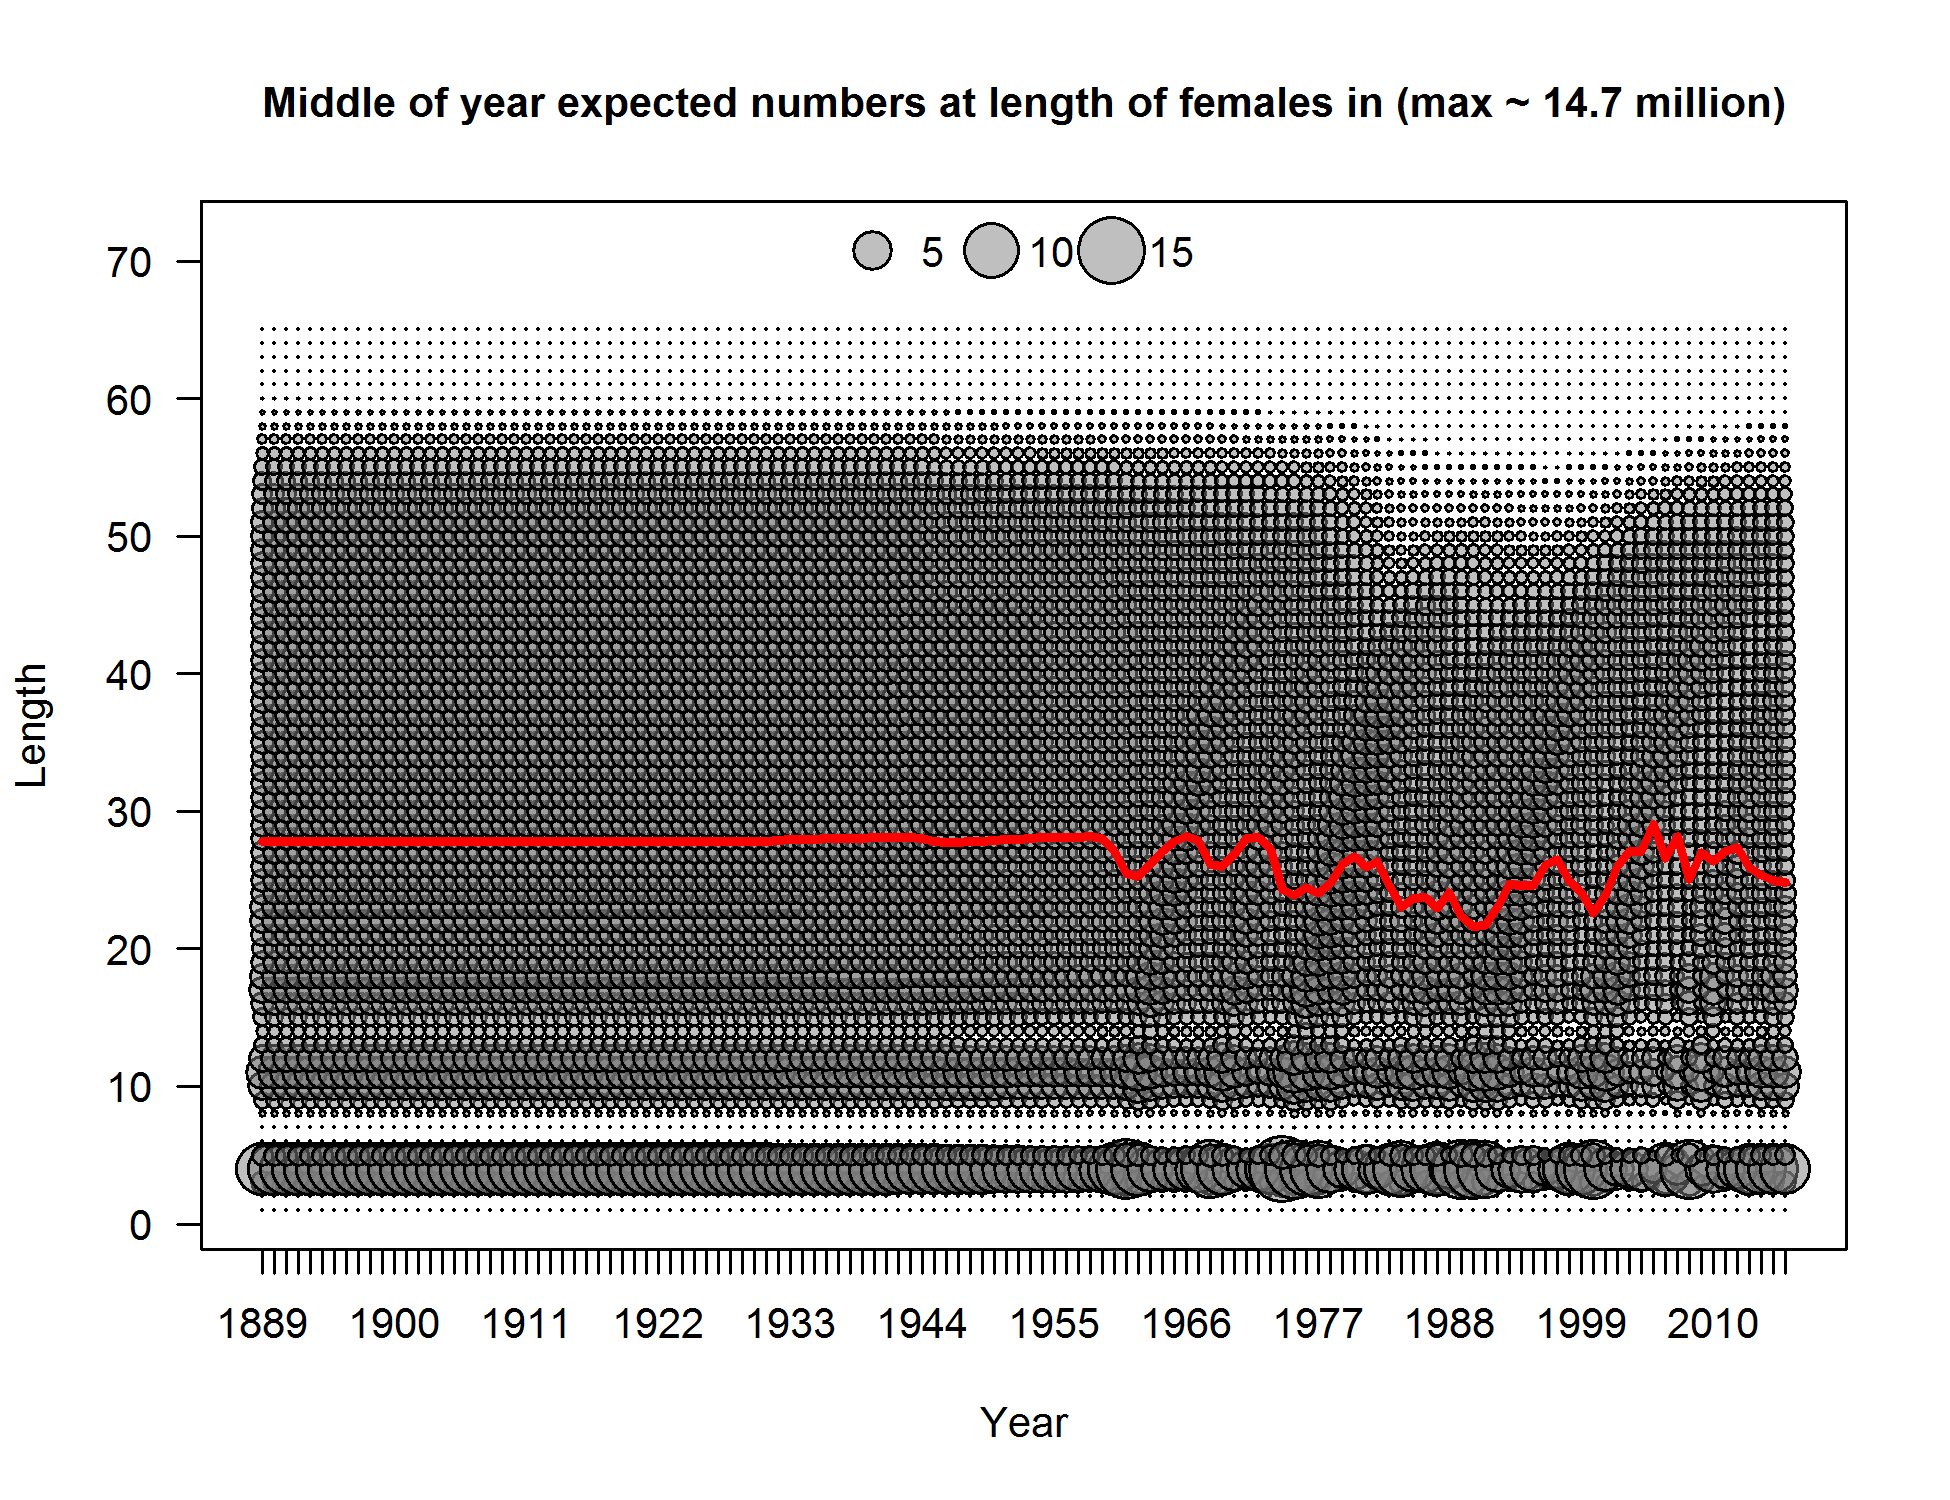 Middle of year expected numbers at length of females in (max ~ 14.7 million)
5 10 15
70
60
50
40
30
20
10
0
Length
1889 1900 1911 1922 1933 1944 1955 1966 1977 1988 1999 2010
Year